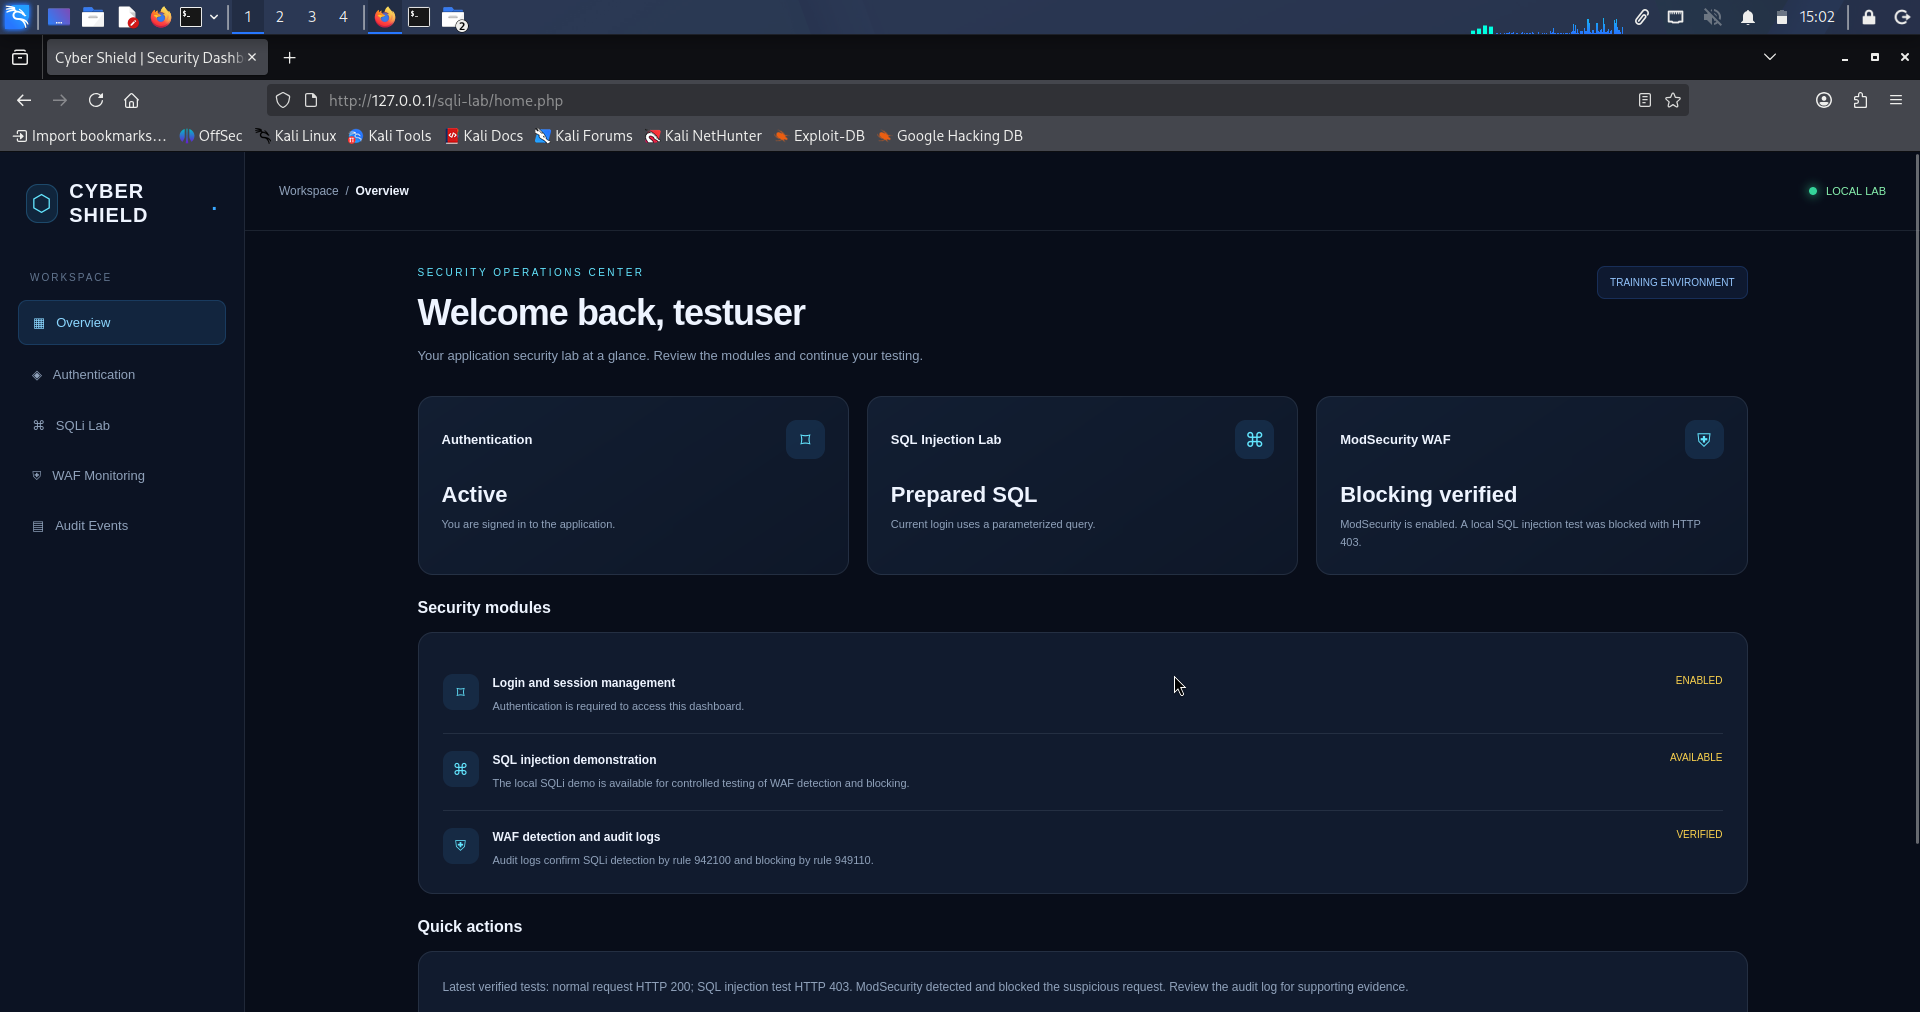 1 2 3 4
2
15:02
Cyber Shield | Security Dashb
http://127.0.0.1/sqli-lab/home.php
Import bookmarks… OffSec Kali Linux Kali Tools Kali Docs Kali Forums Kali NetHunter Exploit-DB Google Hacking DB
CYBER
SHIELD
WORKSPACE
Overview
Authentication
SQLi Lab
WAF Monitoring
Audit Events
Workspace / Overview
LOCAL LAB
SECURITY OPERATIONS CENTER
TRAINING ENVIRONMENT
Welcome back, testuser
Your application security lab at a glance. Review the modules and continue your testing.
Authentication
Active
You are signed in to the application.
SQL Injection Lab
Prepared SQL
Current login uses a parameterized query.
ModSecurity WAF
Blocking verified
ModSecurity is enabled. A local SQL injection test was blocked with HTTP
403.
Security modules
Login and session management
ENABLED
Authentication is required to access this dashboard.
SQL injection demonstration
AVAILABLE
The local SQLi demo is available for controlled testing of WAF detection and blocking.
WAF detection and audit logs
VERIFIED
Audit logs confirm SQLi detection by rule 942100 and blocking by rule 949110.
Quick actions
Latest verified tests: normal request HTTP 200; SQL injection test HTTP 403. ModSecurity detected and blocked the suspicious request. Review the audit log for supporting evidence.